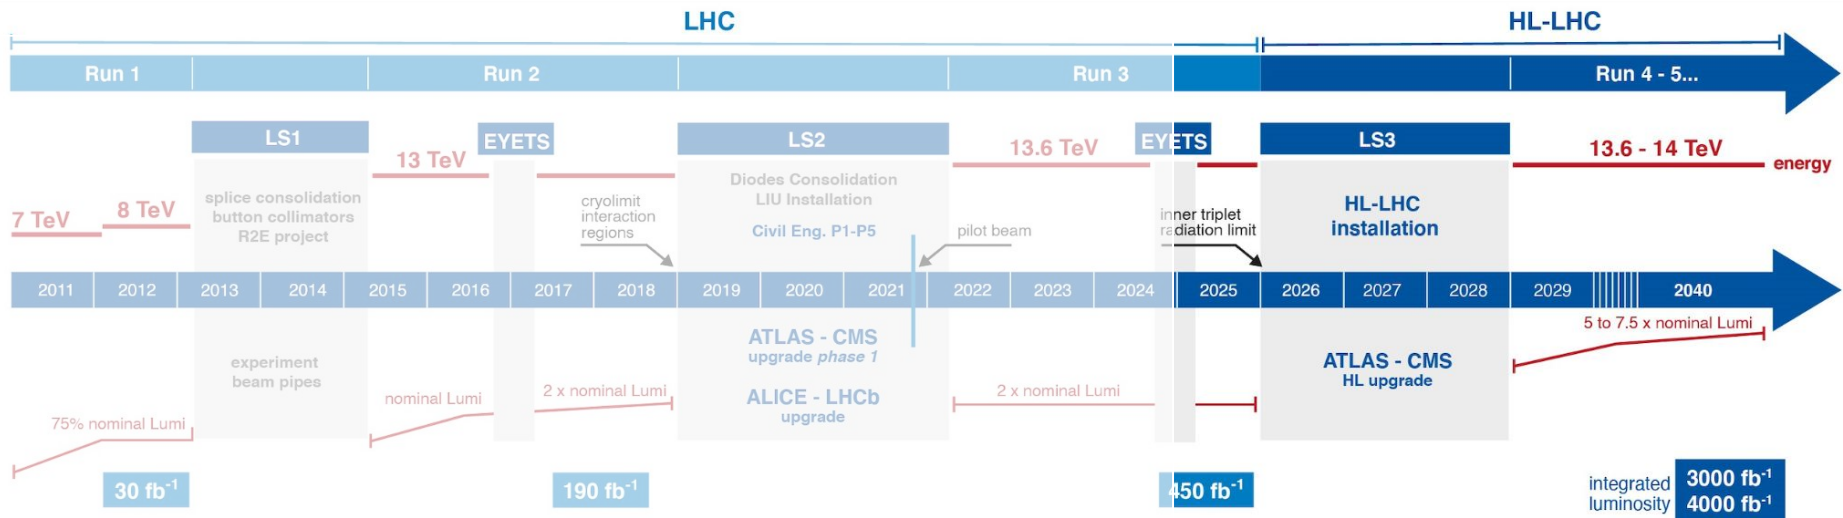 LHC
HL-LHC
Run 1
Run 2
Run 3
Run 4 - 5...
LS1
EYETS
LS2
EYETS
LS3
7 TeV
8 TeV
13 TeV
13.6 TeV
13.6 - 14 TeV
energy
splice consolidation
button collimators
R2E project
cryolimit
interaction
regions
Diodes Consolidation
LIU Installation
Civil Eng. P1-P5
pilot beam
inner triplet
radiation limit
HL-LHC
installation
2011
2012
2013
2014
2015
2016
2017
2018
2019
2020
2021
2022
2023
2024
2025
2026
2027
2028
2029
2040
experiment
beam pipes
ATLAS - CMS
upgrade phase 1
ALICE - LHCb
upgrade
ATLAS - CMS
HL upgrade
75% nominal Lumi
nominal Lumi
2 x nominal Lumi
2 x nominal Lumi
5 to 7.5 x nominal Lumi
30 fb⁻¹
190 fb⁻¹
450 fb⁻¹
integrated
luminosity
3000 fb⁻¹
4000 fb⁻¹